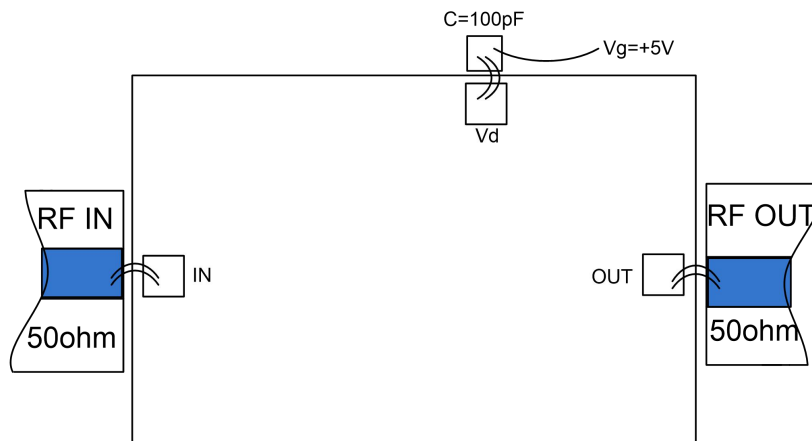 C=100pF
Vg=+5V
Vd
RF IN
RF OUT
IN
OUT
50ohm
50ohm